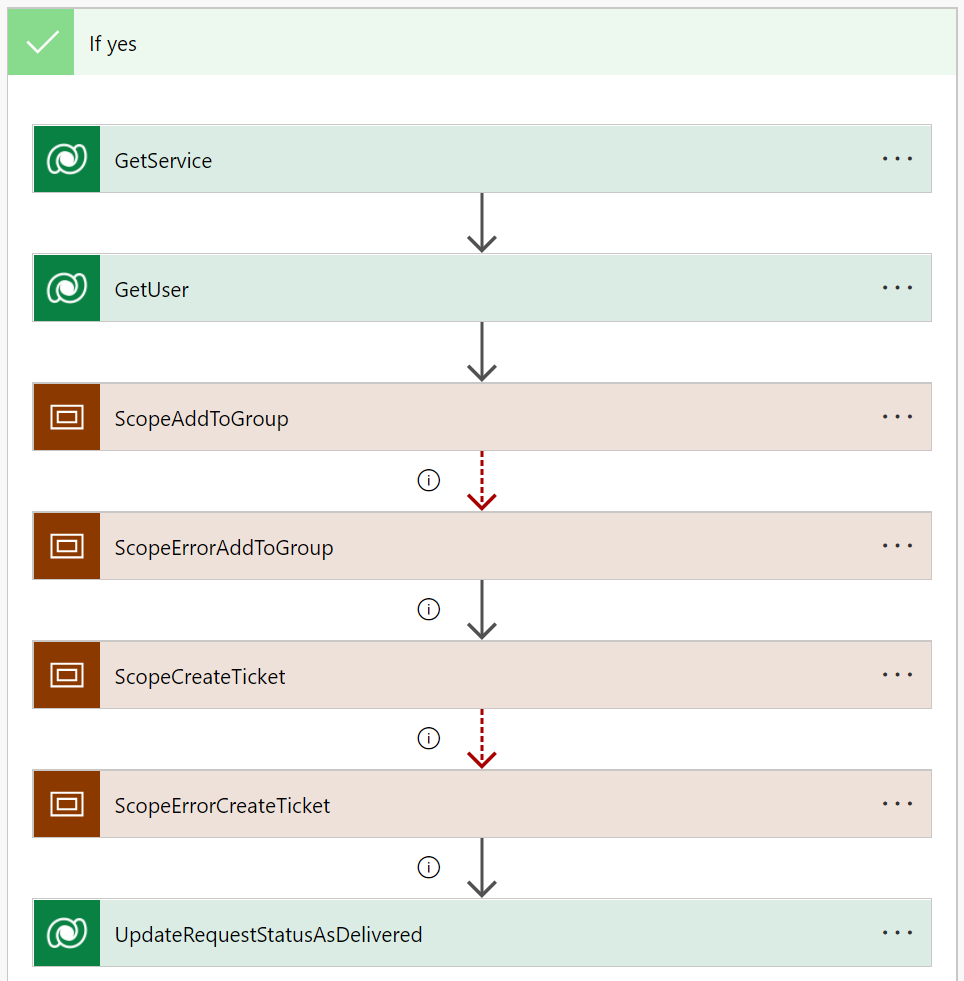 If yes
GetService
GetUser
ScopeAddToGroup
ScopeErrorAddToGroup
ScopeCreateTicket
ScopeErrorCreateTicket
UpdateRequestStatusAsDelivered